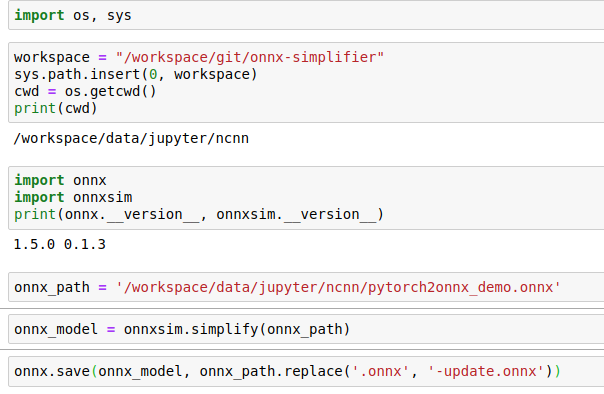 import os, sys
workspace = "/workspace/git/onnx-simplifier"
sys.path.insert(0, workspace)
cwd = os.getcwd()
print(cwd)
/workspace/data/jupyter/ncnn
import onnx
import onnxsim
print(onnx.__version__, onnxsim.__version__)
1.5.0 0.1.3
onnx_path = '/workspace/data/jupyter/ncnn/pytorch2onnx_demo.onnx'
onnx_model = onnxsim.simplify(onnx_path)
onnx.save(onnx_model, onnx_path.replace('.onnx', '-update.onnx'))